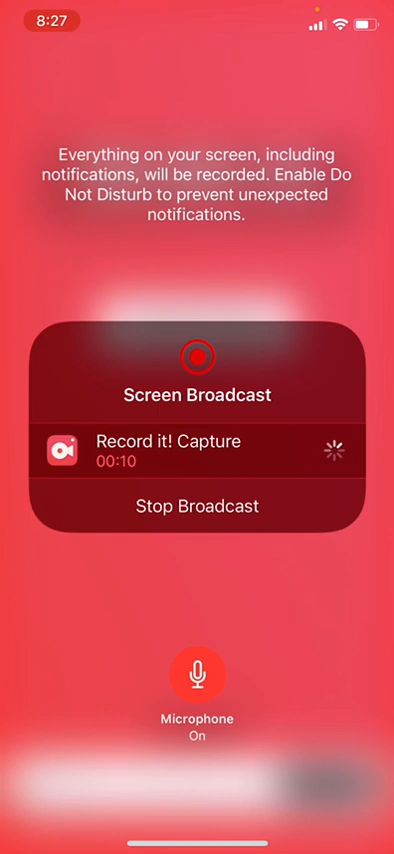 8:27
Everything on your screen, including
notifications, will be recorded. Enable Do
Not Disturb to prevent unexpected
notifications.
Screen Broadcast
Record it! Capture
00:10
Stop Broadcast
Microphone
On